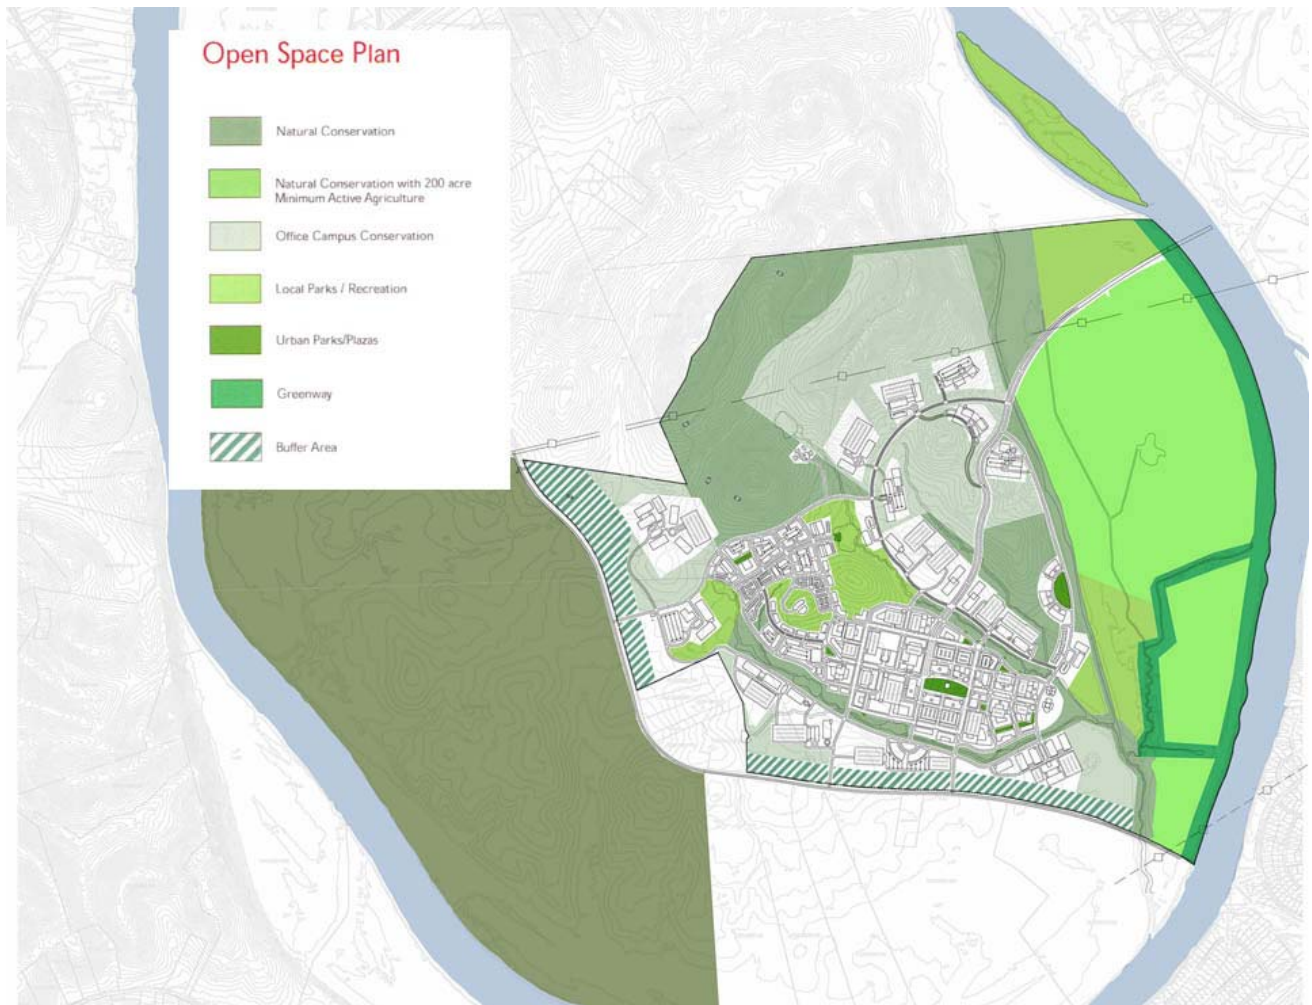 Open Space Plan
Natural Conservation
Natural Conservation with 200 acre
Minimum Active Agriculture
Office Campus Conservation
Local Parks / Recreation
Urban Parks/Plazas
Greenway
Buffer Area